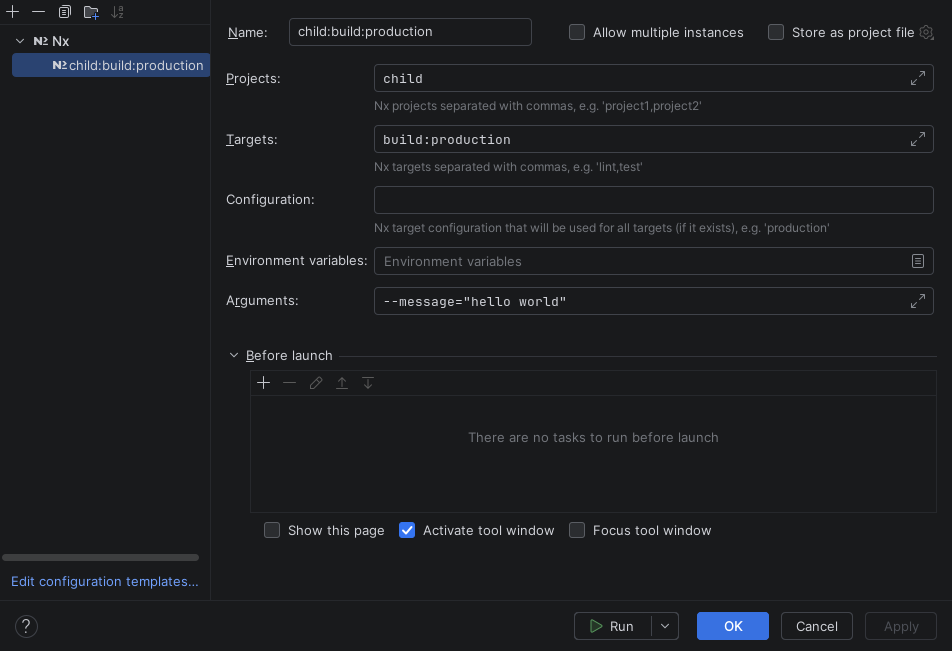 Nx
child:build:production
Edit configuration templates...
Name: child:build:production Allow multiple instances Store as project file
Projects: child
Nx projects separated with commas, e.g. 'project1,project2'
Targets: build:production
Nx targets separated with commas, e.g. 'lint,test'
Configuration:
Nx target configuration that will be used for all targets (if it exists), e.g. 'production'
Environment variables: Environment variables
Arguments: --message="hello world"
Before launch
There are no tasks to run before launch
Show this page Activate tool window Focus tool window
? Run OK Cancel Apply